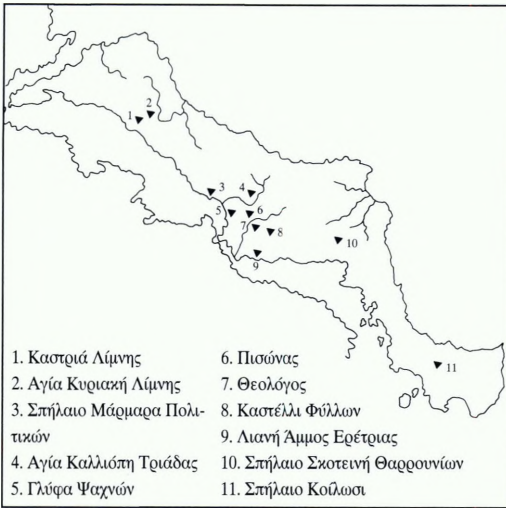 1
2
3
4
5
6
7
8
9
10
11
1. Καστριά Λίμνης
2. Αγία Κυριακή Λίμνης
3. Σπήλαιο Μάρμαρα Πολι-
τικών
4. Αγία Καλλιόπη Τριάδας
5. Γλύφα Ψαχνών
6. Πισώνας
7. Θεολόγος
8. Καστέλλι Φύλλων
9. Λιανή Άμμος Ερέτριας
10. Σπήλαιο Σκοτεινή Θαρρουνίων
11. Σπήλαιο Κοίλωσι